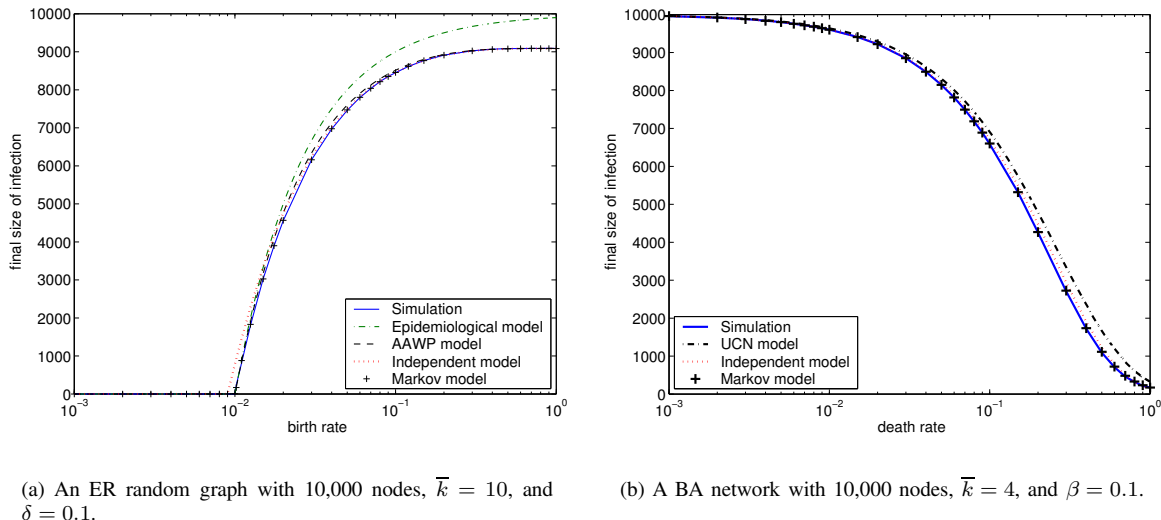 10000
9000
8000
7000
6000
5000
4000
3000
2000
1000
0
final size of infection
Simulation
Epidemiological model
AAWP model
Independent model
Markov model
10^−3 10^−2 10^−1 10^0
birth rate
(a) An ER random graph with 10,000 nodes, k̅ = 10, and
δ = 0.1.
10000
9000
8000
7000
6000
5000
4000
3000
2000
1000
0
final size of infection
Simulation
UCN model
Independent model
Markov model
10^−3 10^−2 10^−1 10^0
death rate
(b) A BA network with 10,000 nodes, k̅ = 4, and β = 0.1.